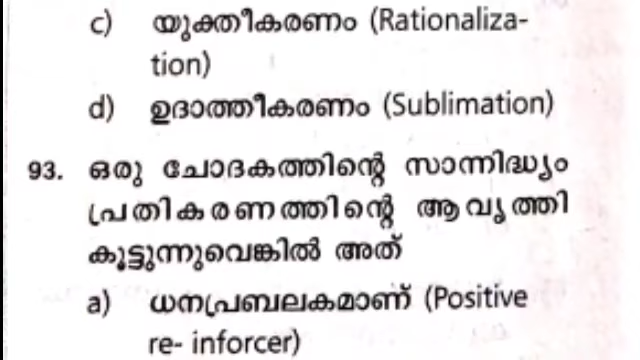 c) യുക്തീകരണം (Rationaliza-
tion)
d) ഉദാത്തീകരണം (Sublimation)
93. ഒരു ചോദകത്തിന്റെ സാന്നിദ്ധ്യം
പ്രതികരണത്തിന്റെ ആവൃത്തി
കൂട്ടുന്നുവെങ്കിൽ അത്
a) ധനപ്രബലകമാണ് (Positive
re- inforcer)